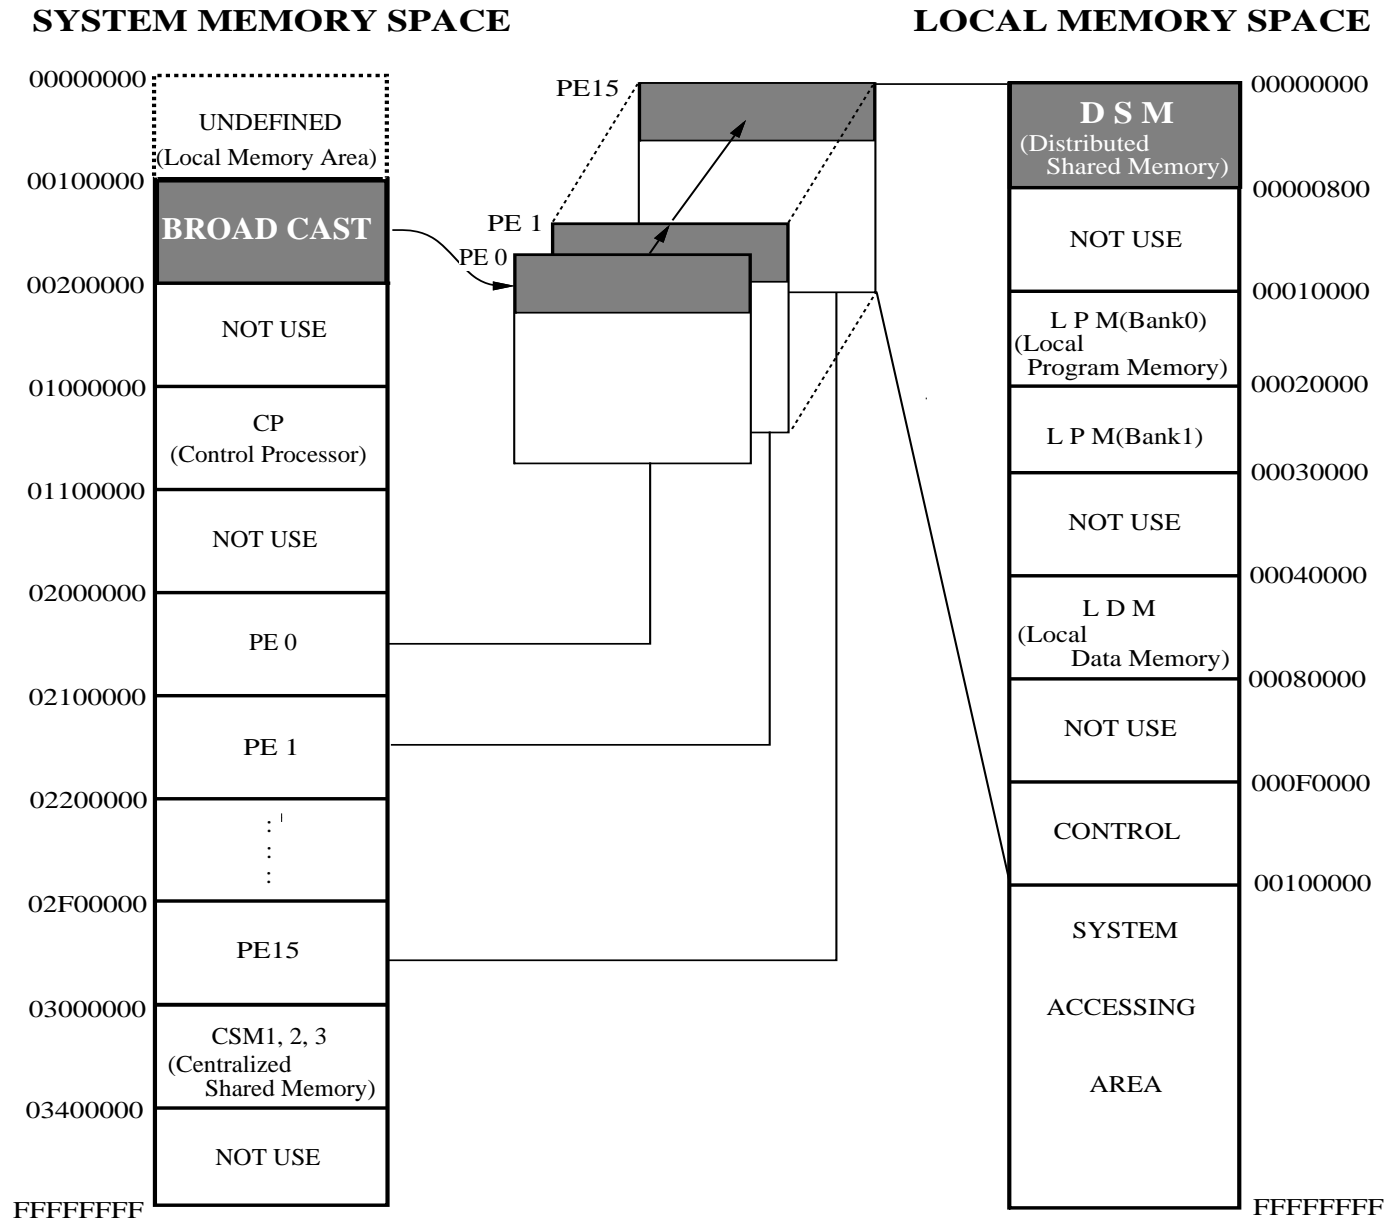 SYSTEM MEMORY SPACE
00000000
UNDEFINED
(Local Memory Area)
00100000
BROAD CAST
00200000
NOT USE
01000000
CP
(Control Processor)
01100000
NOT USE
02000000
PE 0
02100000
PE 1
02200000
02F00000
PE15
03000000
CSM1, 2, 3
(Centralized
Shared Memory)
03400000
NOT USE
FFFFFFFF
PE15
PE 1
PE 0
LOCAL MEMORY SPACE
00000000
D S M
(Distributed
Shared Memory)
00000800
NOT USE
00010000
L P M(Bank0)
(Local
Program Memory)
00020000
L P M(Bank1)
00030000
NOT USE
00040000
L D M
(Local
Data Memory)
00080000
NOT USE
000F0000
CONTROL
00100000
SYSTEM
ACCESSING
AREA
FFFFFFFF